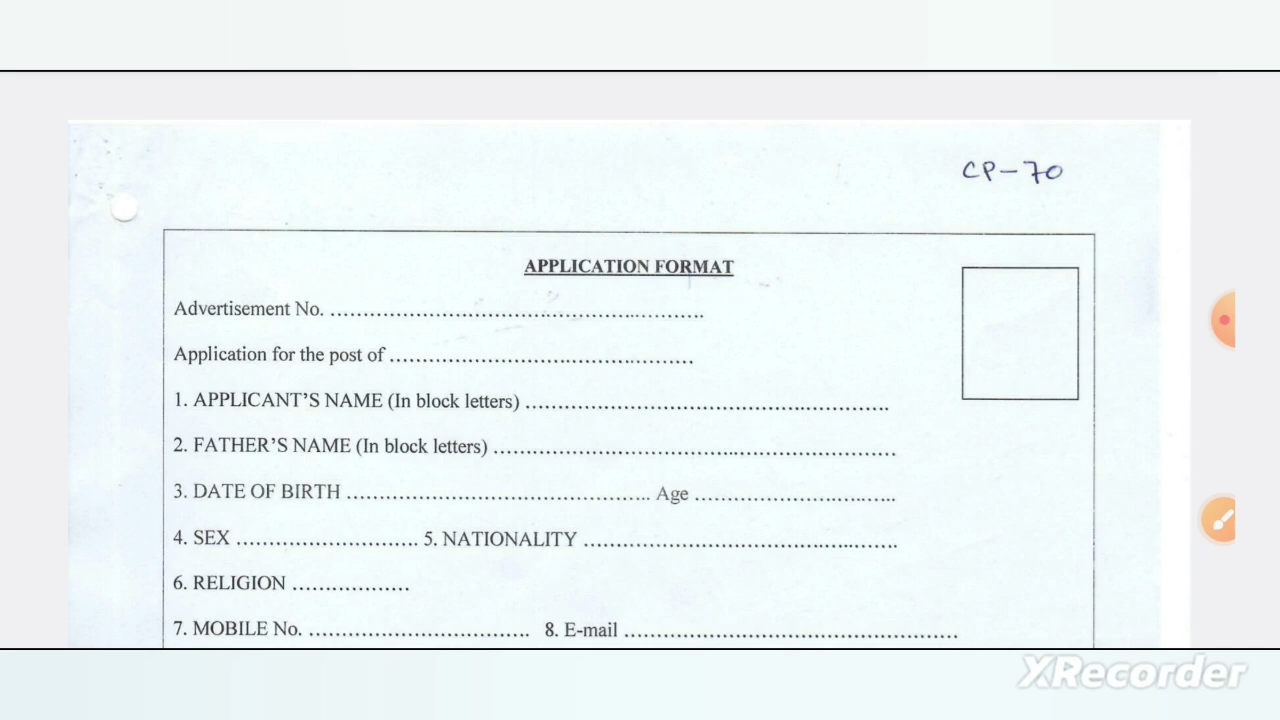 CP-70
APPLICATION FORMAT
Advertisement No. ........................................................
Application for the post of ..............................................
1. APPLICANT'S NAME (In block letters) .......................................................
2. FATHER'S NAME (In block letters) .............................................................
3. DATE OF BIRTH .............................................. Age ...............................
4. SEX ............................ 5. NATIONALITY ................................................
6. RELIGION ..................
7. MOBILE No. .................................. 8. E-mail ...................................................
XRecorder